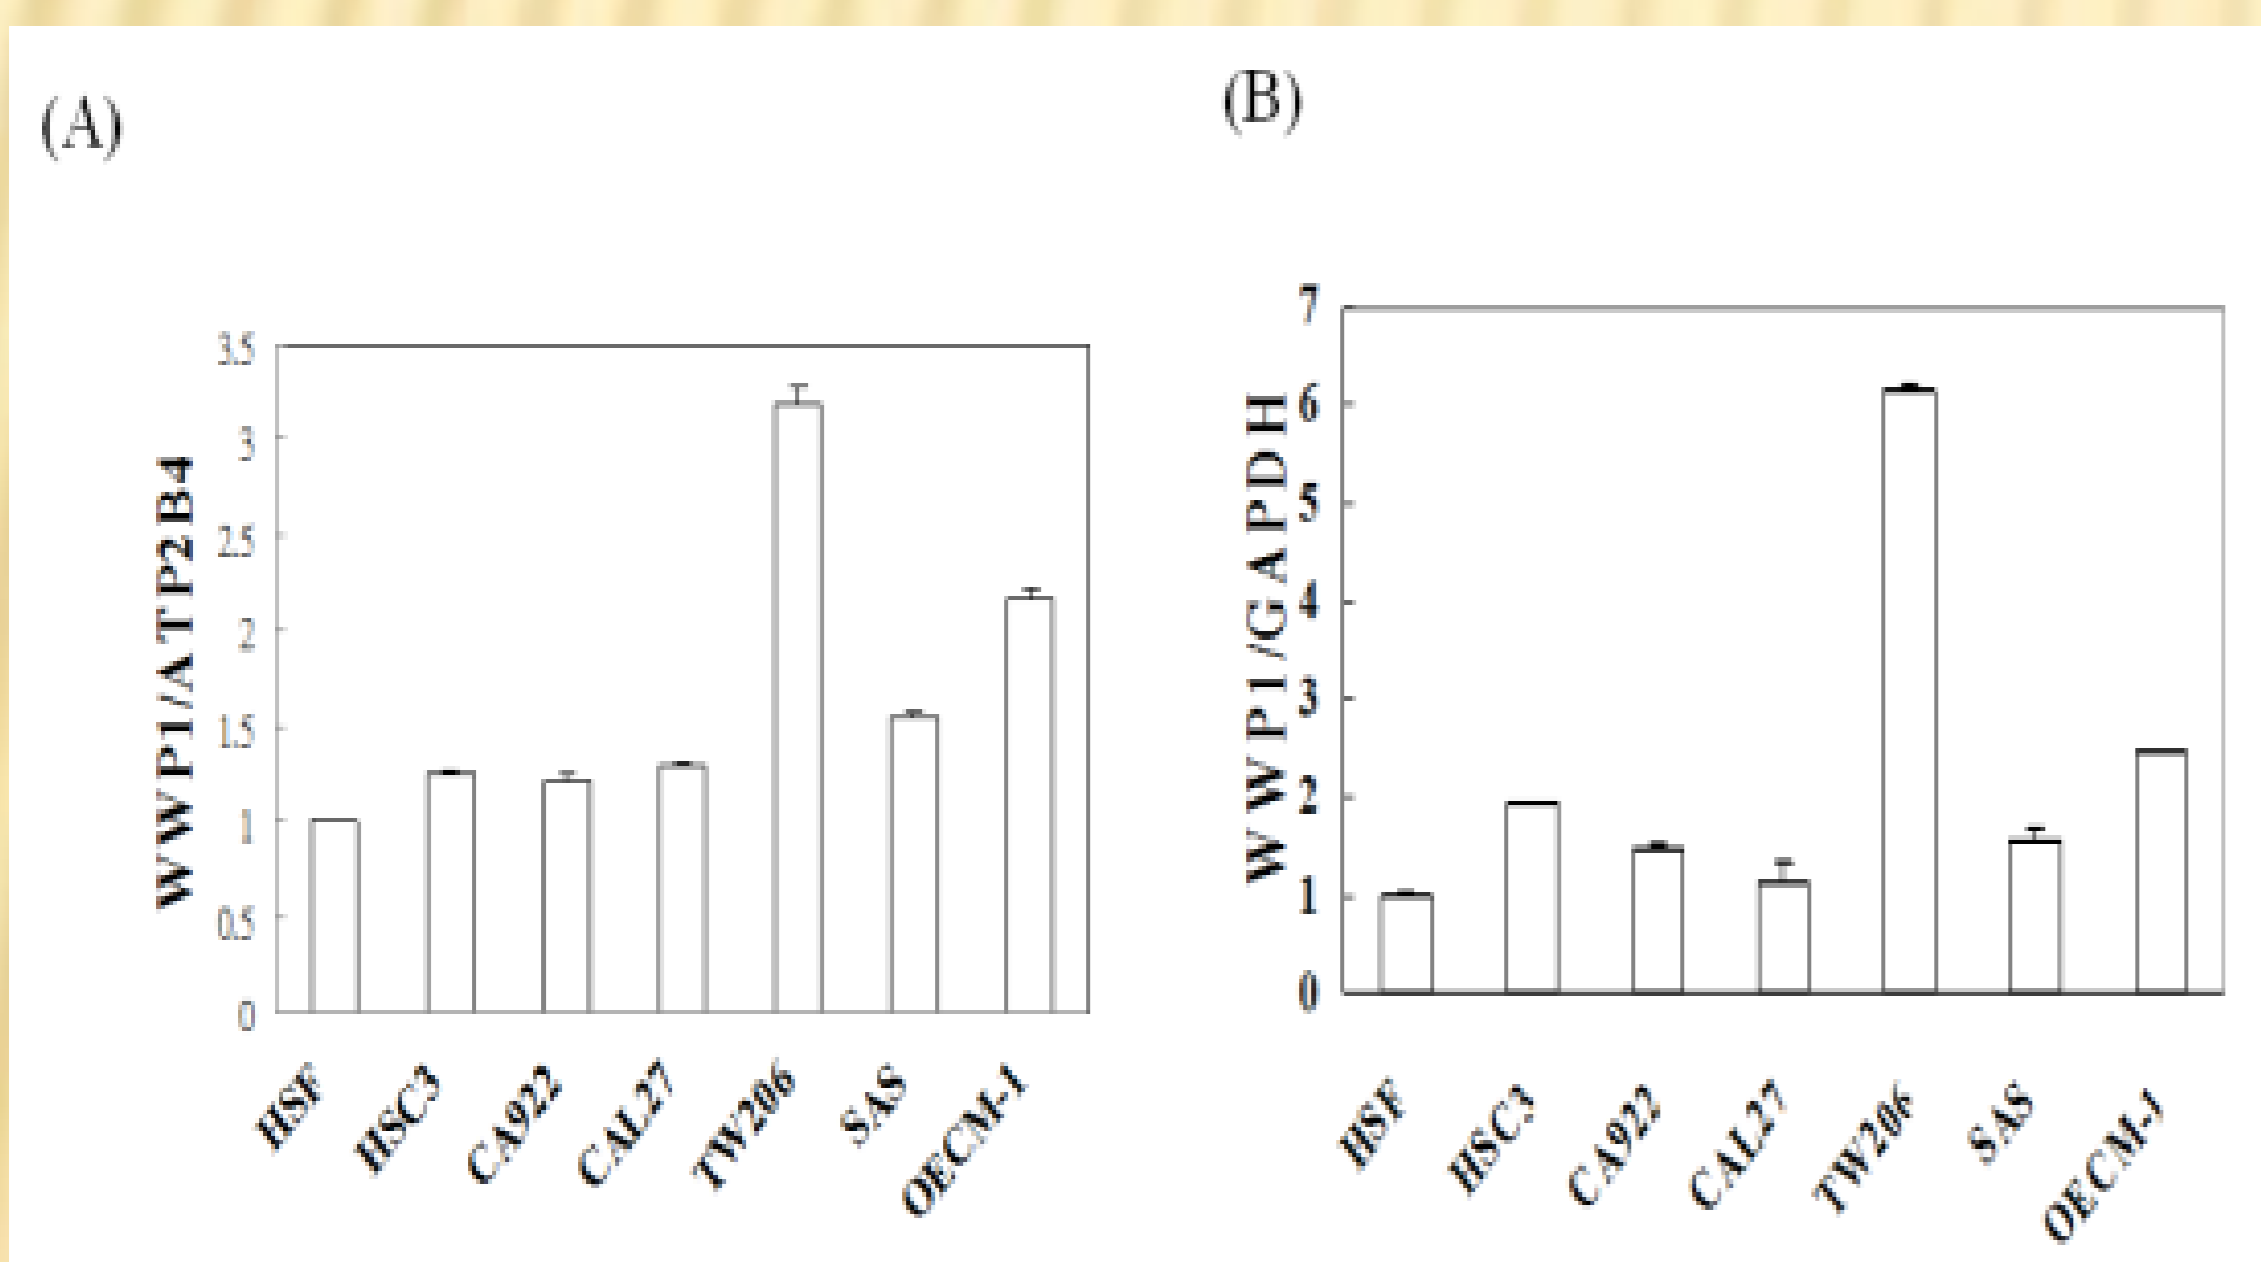 (A)
WWP1/ATP2B4
3.5
3
2.5
2
1.5
1
0.5
0
HSF
HSC3
CA922
CAL27
TW206
SAS
OECM-1
(B)
WWP1/GAPDH
7
6
5
4
3
2
1
0
HSF
HSC3
CA922
CAL27
TW206
SAS
OECM-1